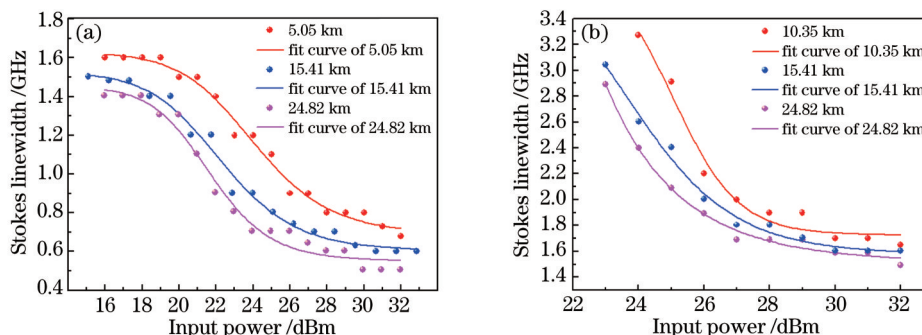 (a)
5.05 km
fit curve of 5.05 km
15.41 km
fit curve of 15.41 km
24.82 km
fit curve of 24.82 km
Stokes linewidth /GHz
1.8
1.6
1.4
1.2
1.0
0.8
0.6
0.4
16 18 20 22 24 26 28 30 32
Input power /dBm
(b)
10.35 km
fit curve of 10.35 km
15.41 km
fit curve of 15.41 km
24.82 km
fit curve of 24.82 km
Stokes linewidth /GHz
3.4
3.2
3.0
2.8
2.6
2.4
2.2
2.0
1.8
1.6
1.4
22 24 26 28 30 32
Input power /dBm